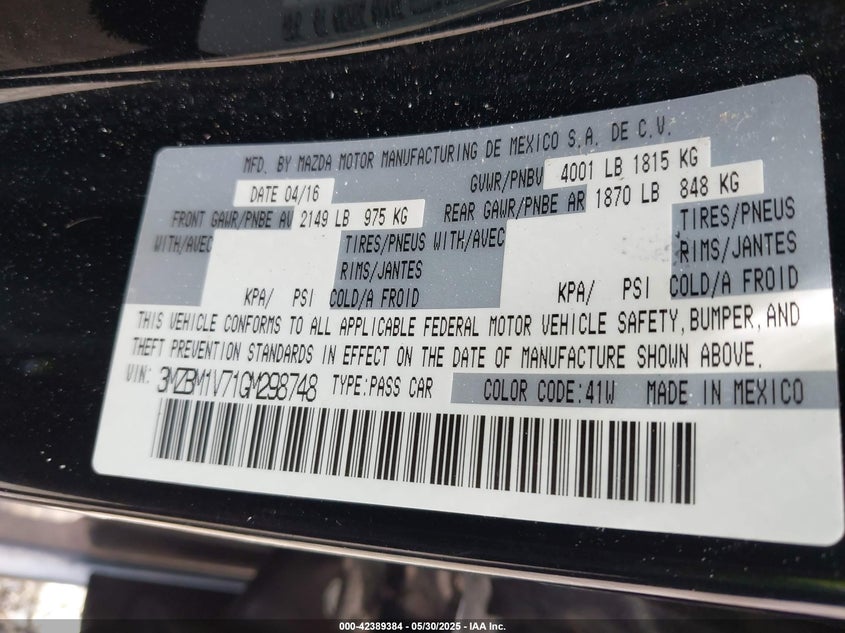 MFD. BY MAZDA MOTOR MANUFACTURING DE MEXICO S.A. DE C.V.
DATE 04/16 GVWR/PNBV 4001 LB 1815 KG
FRONT GAWR/PNBE AV 2149 LB 975 KG REAR GAWR/PNBE AR 1870 LB 848 KG
WITH/AVEC TIRES/PNEUS WITH/AVEC TIRES/PNEUS
RIMS/JANTES RIMS/JANTES
KPA/ PSI COLD/A FROID KPA/ PSI COLD/A FROID
THIS VEHICLE CONFORMS TO ALL APPLICABLE FEDERAL MOTOR VEHICLE SAFETY, BUMPER, AND
THEFT PREVENTION STANDARDS IN EFFECT ON THE DATE OF MANUFACTURE SHOWN ABOVE.
VIN: 3MZBM1V71GM298748 TYPE:PASS CAR COLOR CODE:41W MADE IN MEXICO
000-42389384 — 05/30/2025 — IAA Inc.